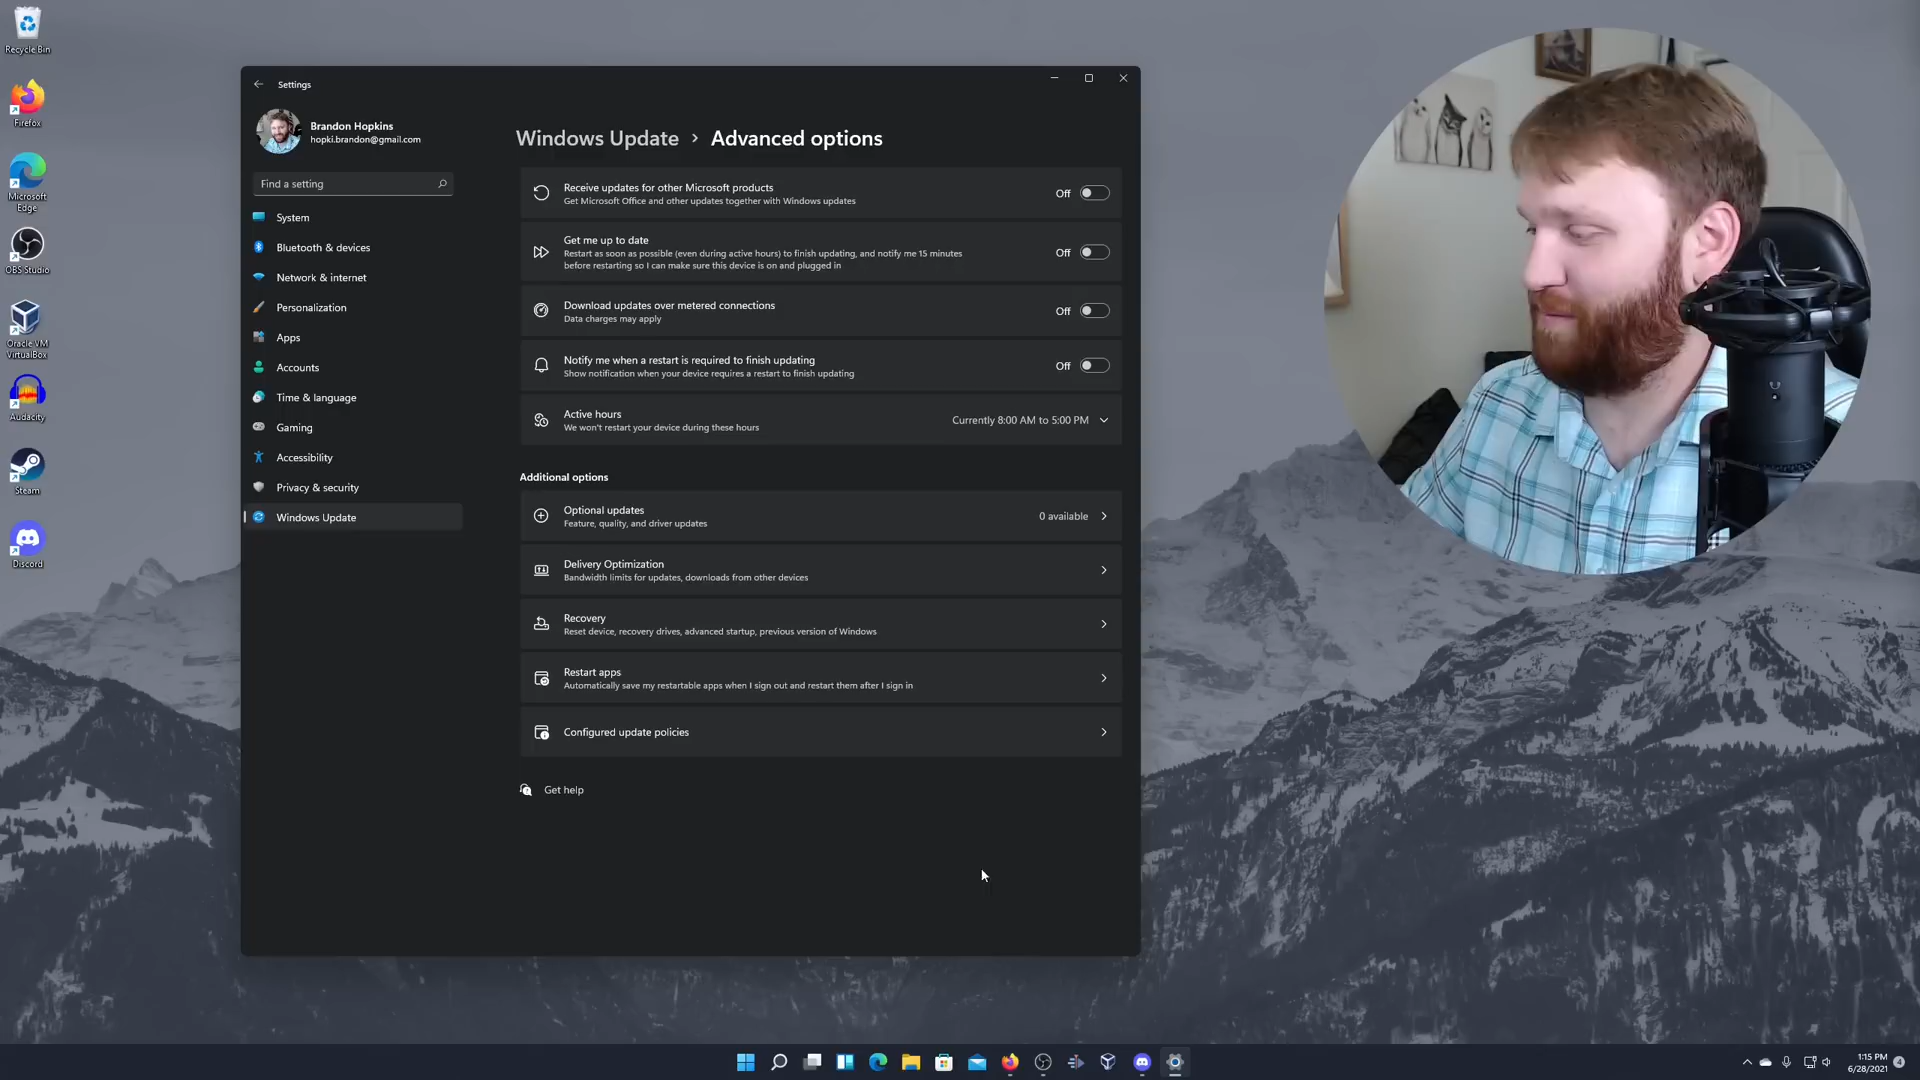 Recycle Bin
Firefox
Microsoft
Edge
OBS Studio
Oracle VM
VirtualBox
Audacity
Steam
Discord
Settings
Brandon Hopkins
hopki.brandon@gmail.com
Find a setting
System
Bluetooth & devices
Network & internet
Personalization
Apps
Accounts
Time & language
Gaming
Accessibility
Privacy & security
Windows Update
Windows Update > Advanced options
Receive updates for other Microsoft products
Get Microsoft Office and other updates together with Windows updates
Off
Get me up to date
Restart as soon as possible (even during active hours) to finish updating, and notify me 15 minutes
before restarting so I can make sure this device is on and plugged in
Off
Download updates over metered connections
Data charges may apply
Off
Notify me when a restart is required to finish updating
Show notification when your device requires a restart to finish updating
Off
Active hours
We won't restart your device during these hours
Currently 8:00 AM to 5:00 PM
Additional options
Optional updates
Feature, quality, and driver updates
0 available
Delivery Optimization
Bandwidth limits for updates, downloads from other devices
Recovery
Reset device, recovery drives, advanced startup, previous version of Windows
Restart apps
Automatically save my restartable apps when I sign out and restart them after I sign in
Configured update policies
Get help
1:15 PM
6/28/2021
4